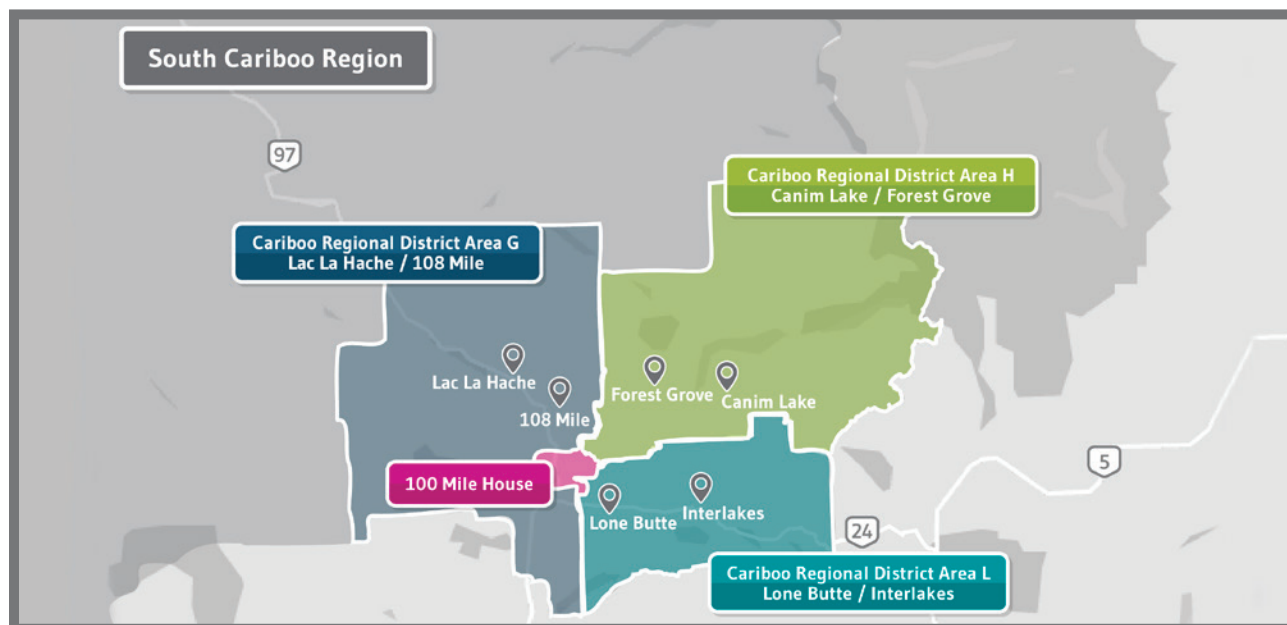 South Cariboo Region
97
Cariboo Regional District Area H
Canim Lake / Forest Grove
Cariboo Regional District Area G
Lac La Hache / 108 Mile
Lac La Hache
Forest Grove
Canim Lake
108 Mile
100 Mile House
5
Interlakes
Lone Butte
24
Cariboo Regional District Area L
Lone Butte / Interlakes